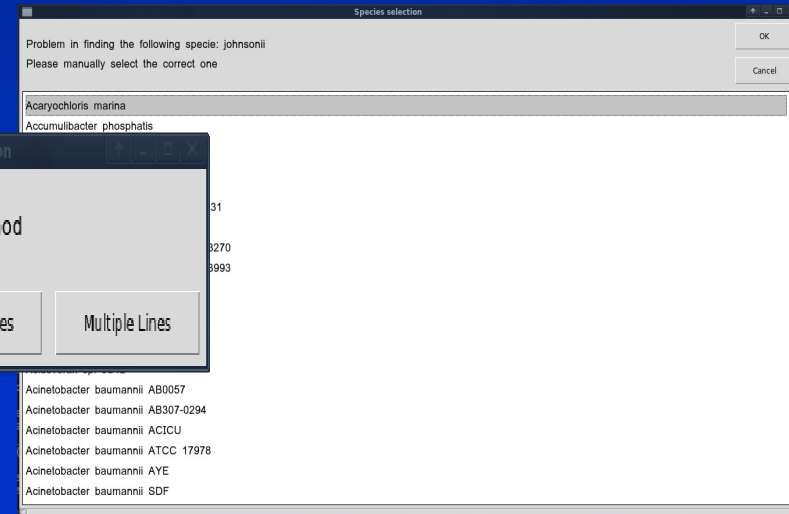 Species selection
Problem in finding the following specie: johnsonii
Please manually select the correct one
OK
Cancel
Acaryochloris marina
Accumulibacter phosphatis
31
3270
3993
Multiple Lines
Acinetobacter baumannii AB0057
Acinetobacter baumannii AB307-0294
Acinetobacter baumannii ACICU
Acinetobacter baumannii ATCC 17978
Acinetobacter baumannii AYE
Acinetobacter baumannii SDF